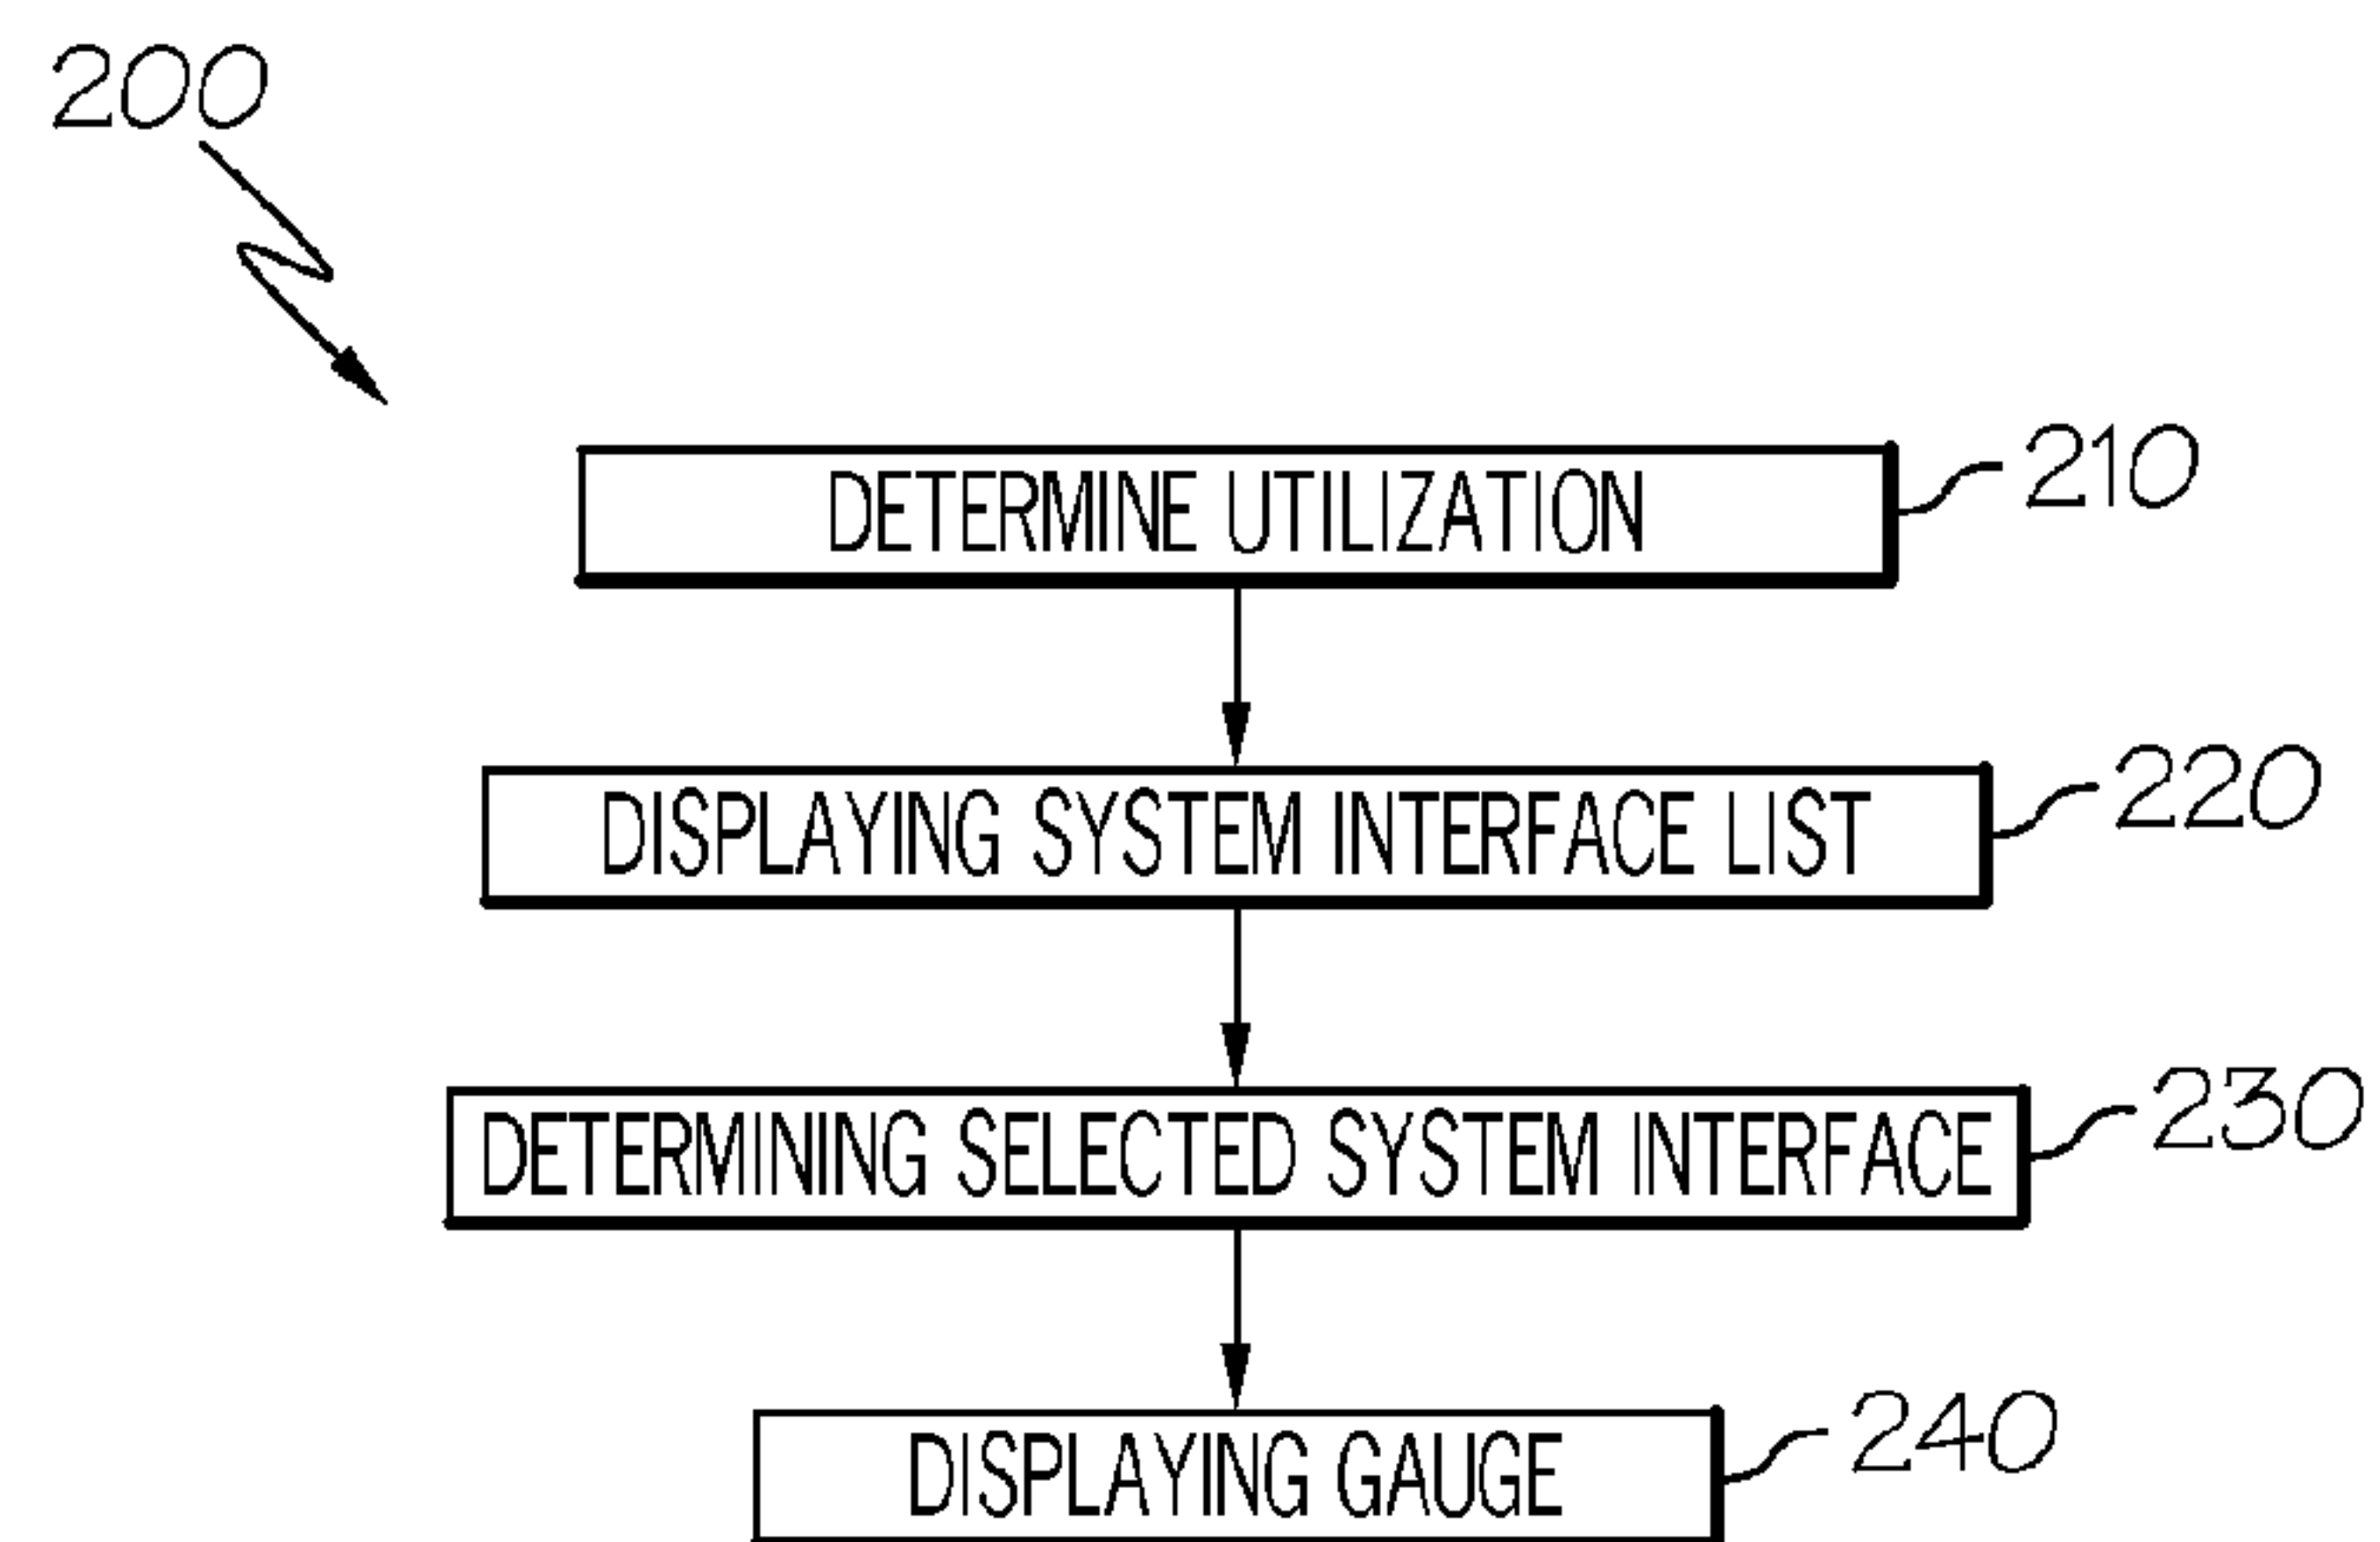 200
DETERMINE UTILIZATION
210
DISPLAYING SYSTEM INTERFACE LIST
220
DETERMINING SELECTED SYSTEM INTERFACE
230
DISPLAYING GAUGE
240